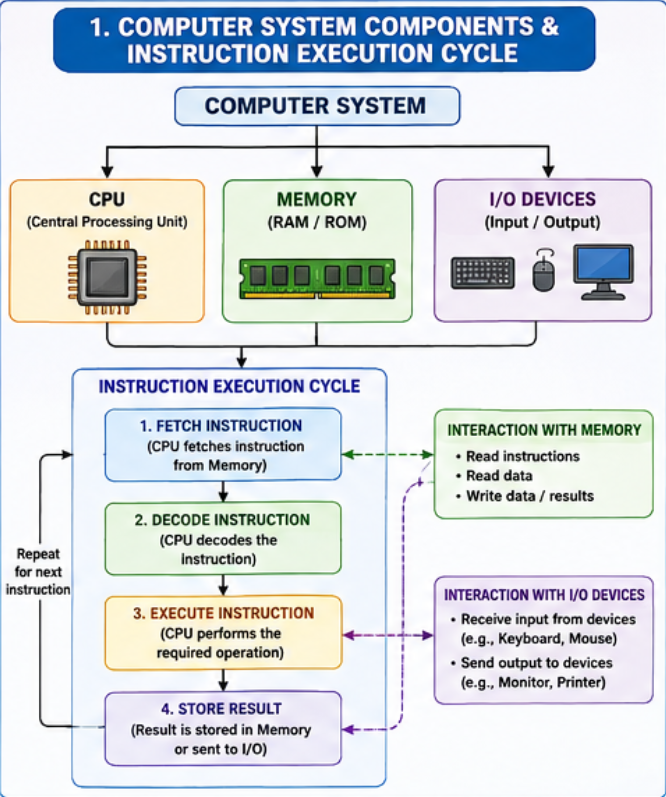 1. COMPUTER SYSTEM COMPONENTS &
INSTRUCTION EXECUTION CYCLE
COMPUTER SYSTEM
CPU
(Central Processing Unit)
MEMORY
(RAM / ROM)
I/O DEVICES
(Input / Output)
INSTRUCTION EXECUTION CYCLE
1. FETCH INSTRUCTION
(CPU fetches instruction
from Memory)
2. DECODE INSTRUCTION
(CPU decodes the
instruction)
3. EXECUTE INSTRUCTION
(CPU performs the
required operation)
4. STORE RESULT
(Result is stored in Memory
or sent to I/O)
Repeat
for next
instruction
INTERACTION WITH MEMORY
• Read instructions
• Read data
• Write data / results
INTERACTION WITH I/O DEVICES
• Receive input from devices
(e.g., Keyboard, Mouse)
• Send output to devices
(e.g., Monitor, Printer)